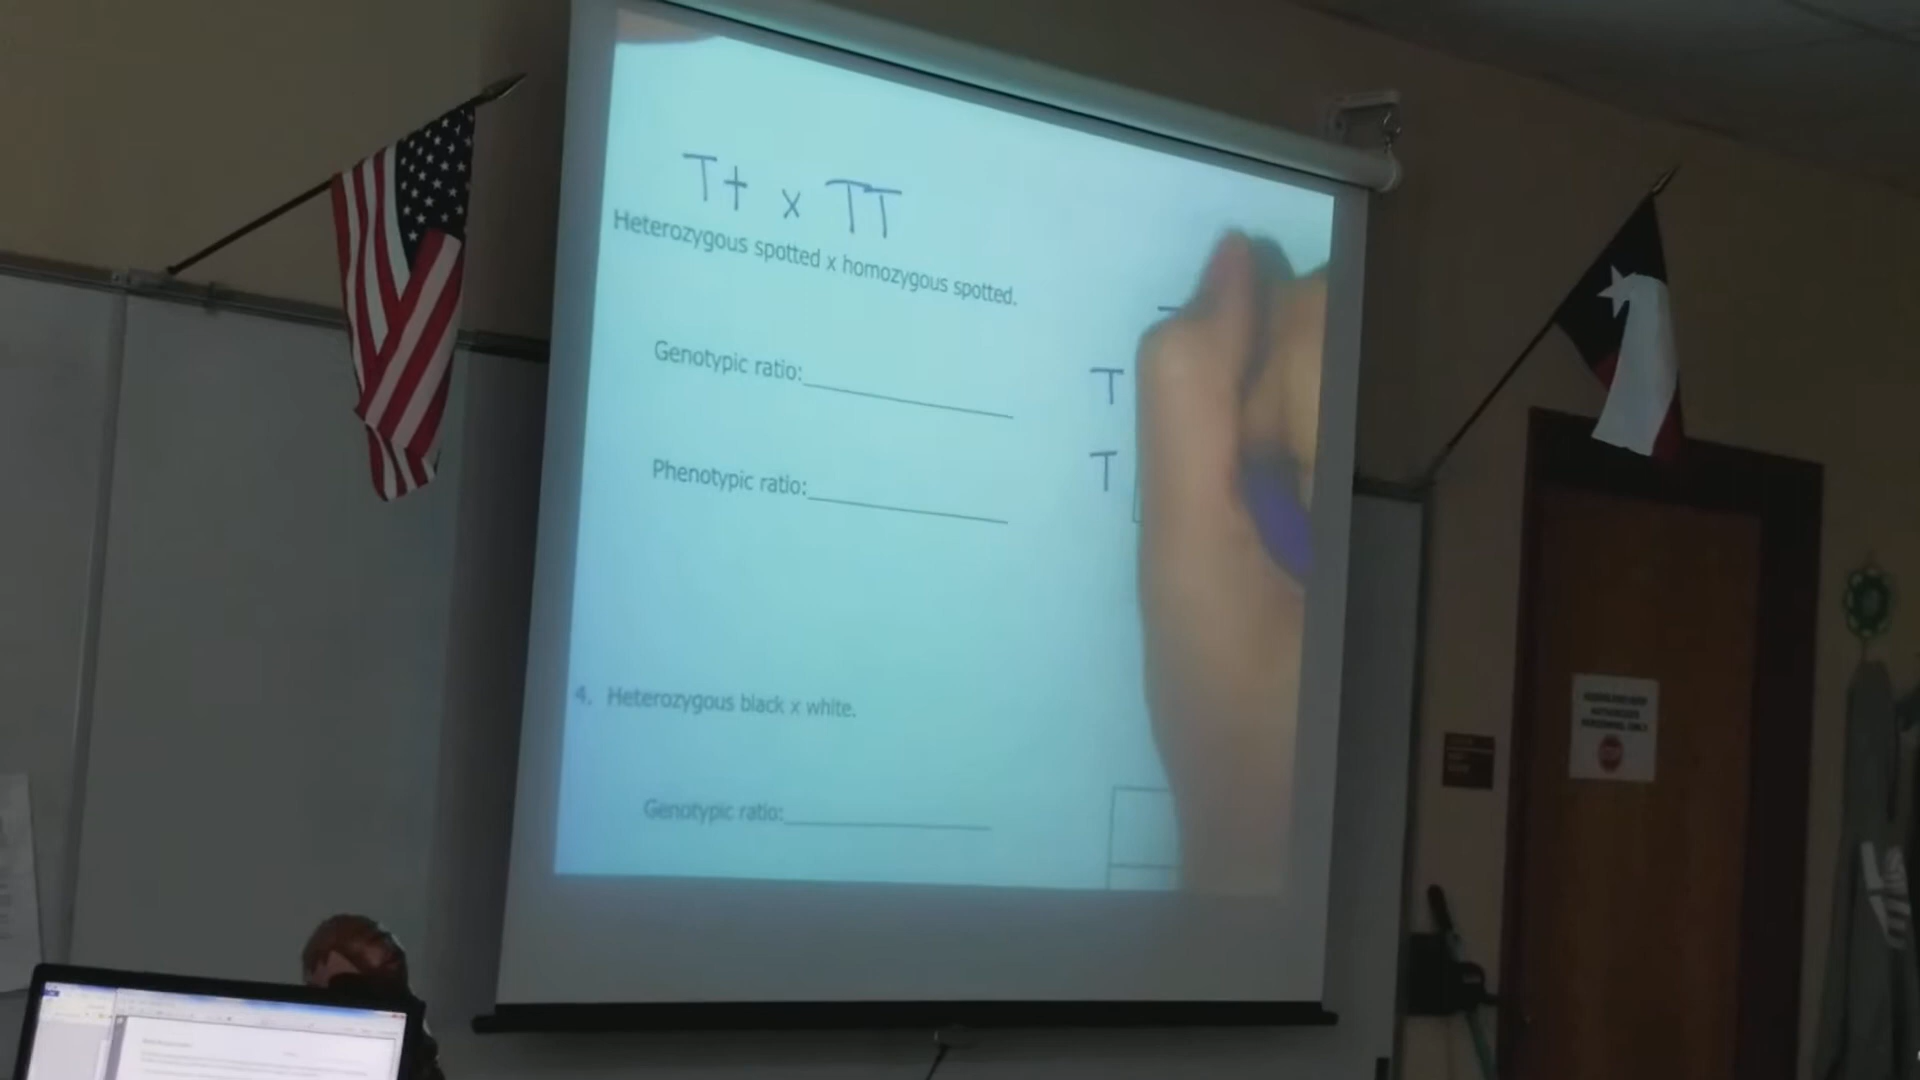 Tt x TT
Heterozygous spotted x homozygous spotted.
Genotypic ratio:
T
Phenotypic ratio:
T
4. Heterozygous black x white.
Genotypic ratio: